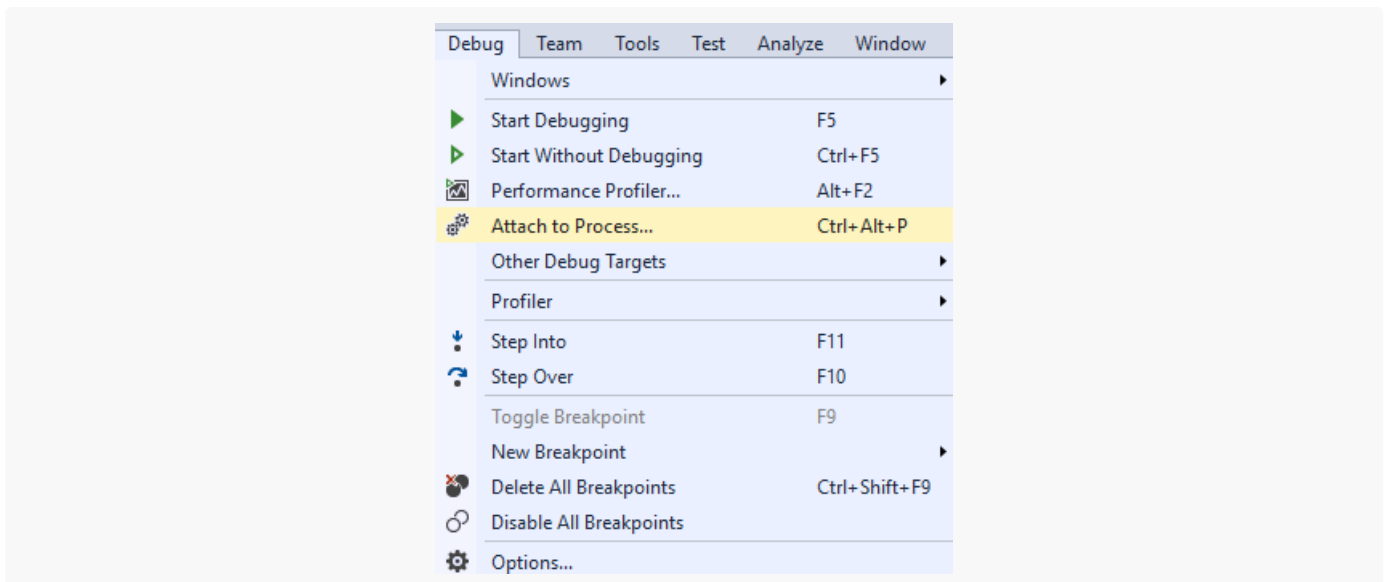 Debug Team Tools Test Analyze Window
Windows
Start Debugging F5
Start Without Debugging Ctrl+F5
Performance Profiler... Alt+F2
Attach to Process... Ctrl+Alt+P
Other Debug Targets
Profiler
Step Into F11
Step Over F10
Toggle Breakpoint F9
New Breakpoint
Delete All Breakpoints Ctrl+Shift+F9
Disable All Breakpoints
Options...